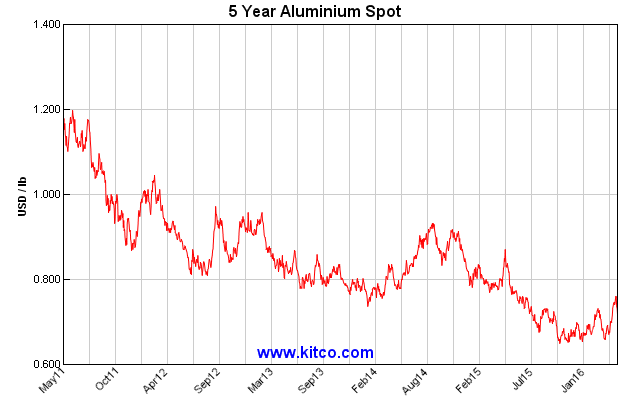 5 Year Aluminium Spot
1.400
1.200
1.000
0.800
0.600
USD / lb
www.kitco.com
May11
Oct11
Apr12
Sep12
Mar13
Sep13
Feb14
Aug14
Feb15
Jul15
Jan16